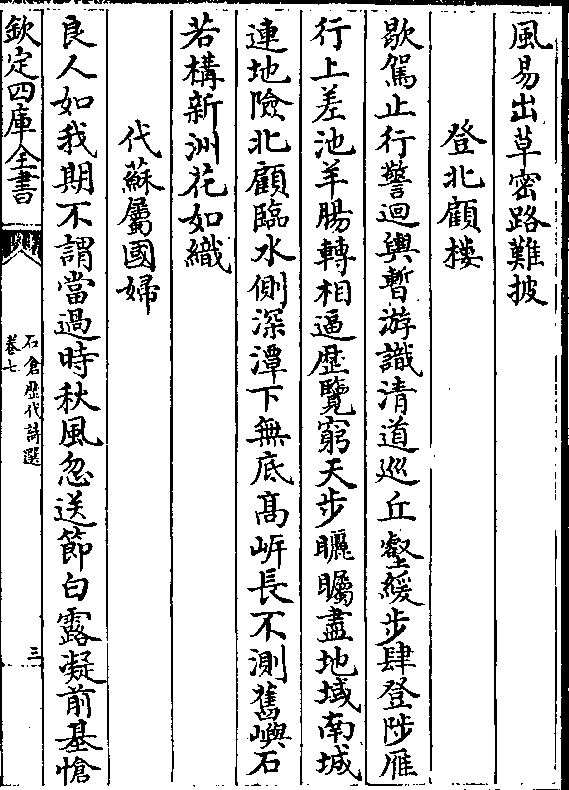 風易出草密路難披
登北顧樓
歇駕止行警迴輿暫游識清道巡丘壑緩步肆登陟雁
行上差池羊腸轉相逼歴覽窮天步矖矚盡地域南城
連地險北顧臨水側深潭下無底髙岍長不測舊嶼石
若構新洲花如織
代蘇屬國婦
良人如我期不謂當過時秋風忽送節白露凝前基愴
欽定四庫全書
石倉歴代詩選
卷七
三